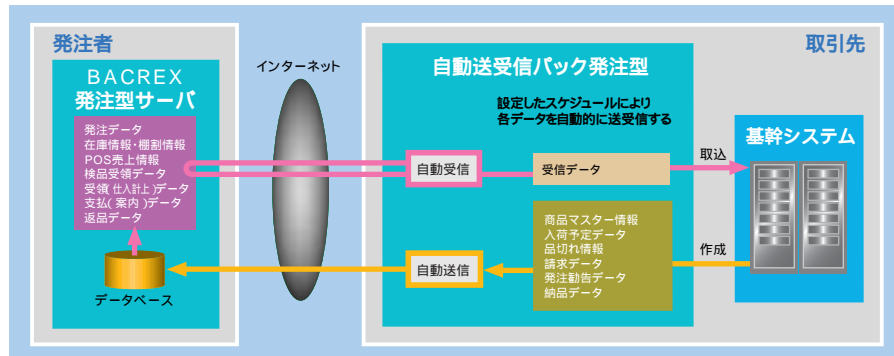 発注者
BACREX
発注型サーバ
発注データ
在庫情報・棚割情報
POS売上情報
検品受領データ
受領(仕入計上)データ
支払(案内)データ
返品データ
データベース
インターネット
取引先
自動送受信パック発注型
設定したスケジュールにより
各データを自動的に送受信する
自動受信
受信データ
取込
自動送信
商品マスター情報
入荷予定データ
品切れ情報
請求データ
発注勧告データ
納品データ
作成
基幹システム